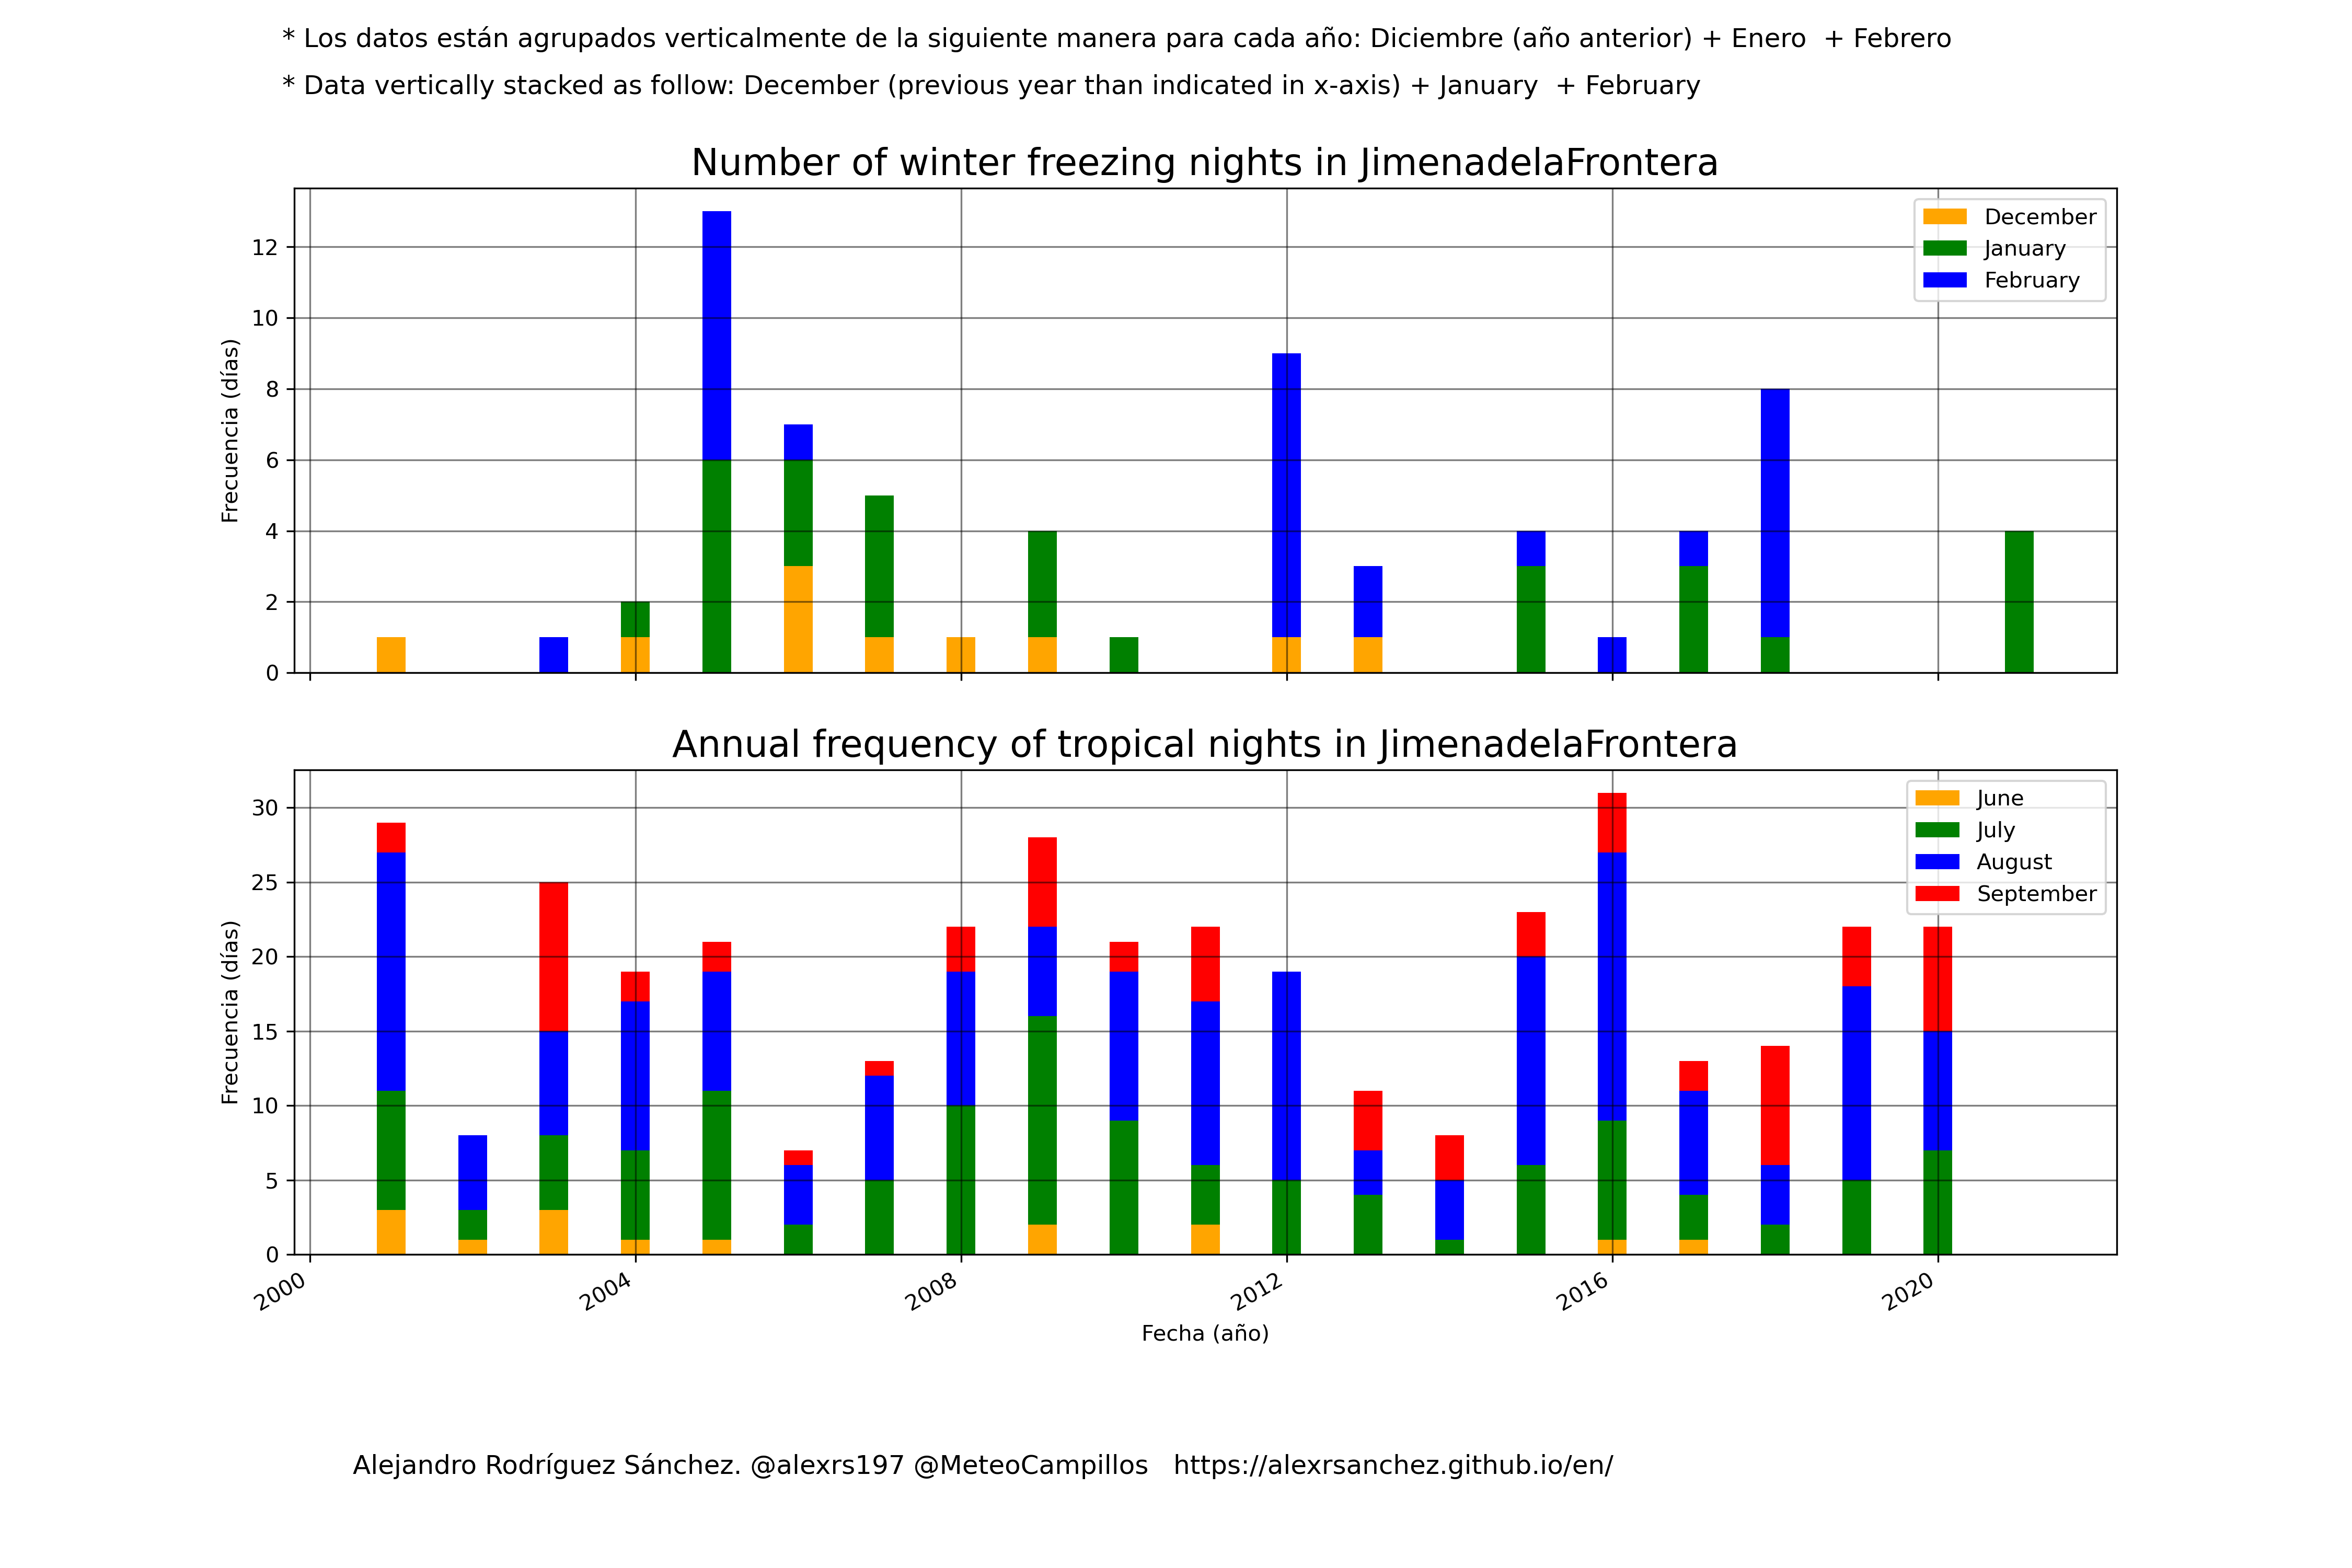 * Los datos están agrupados verticalmente de la siguiente manera para cada año: Diciembre (año anterior) + Enero  + Febrero
* Data vertically stacked as follow: December (previous year than indicated in x-axis) + January  + February
Number of winter freezing nights in JimenadelaFrontera
Frecuencia (días)
12
10
8
6
4
2
0
December
January
February
Annual frequency of tropical nights in JimenadelaFrontera
Frecuencia (días)
30
25
20
15
10
5
0
June
July
August
September
2000
2004
2008
2012
2016
2020
Fecha (año)
Alejandro Rodríguez Sánchez. @alexrs197 @MeteoCampillos   https://alexrsanchez.github.io/en/